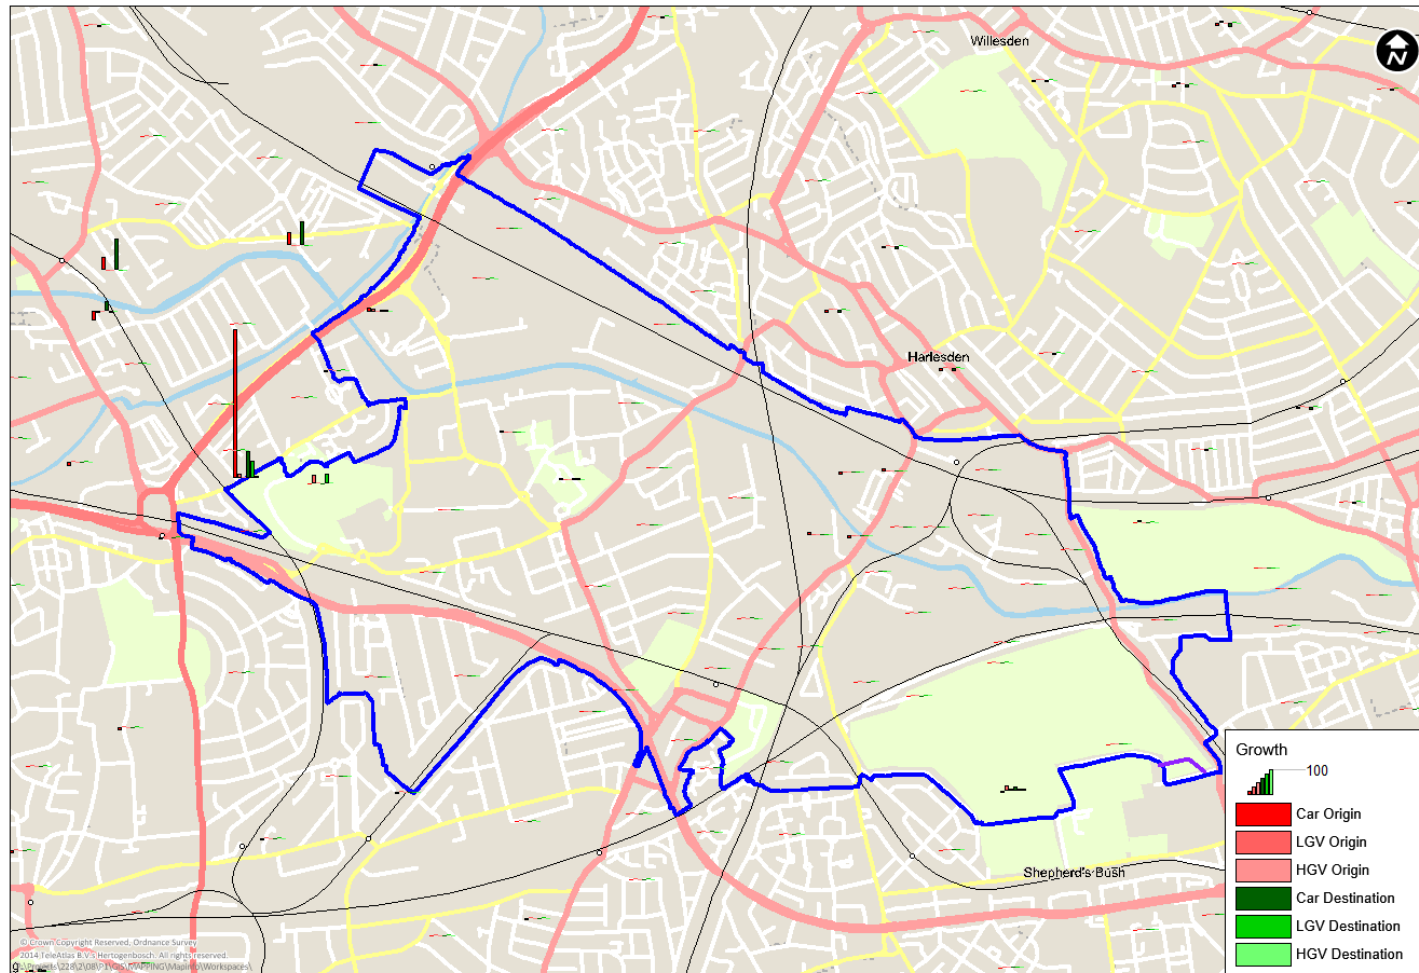 Willesden
N
Harlesden
Growth
100
Car Origin
LGV Origin
HGV Origin
Car Destination
LGV Destination
HGV Destination
Shepherd's Bush
© Crown Copyright Reserved, Ordnance Survey
2014 TeleAtlas B.V.'s Hertogenbosch. All rights reserved.